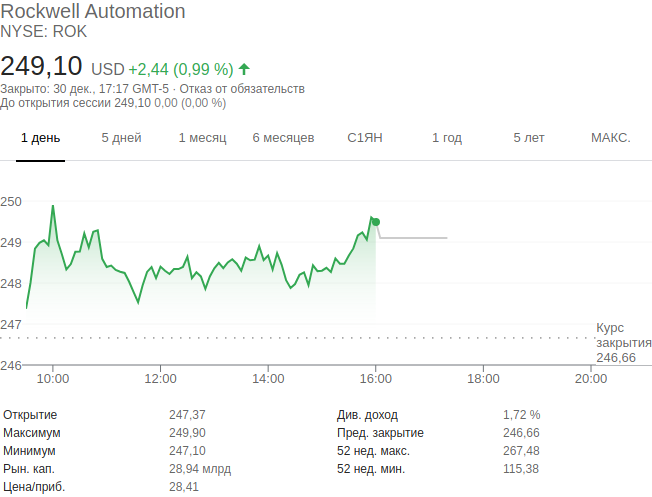 Rockwell Automation
NYSE: ROK
249,10 USD +2,44 (0,99 %)
Закрыто: 30 дек., 17:17 GMT-5 · Отказ от обязательств
До открытия сессии 249,10 0,00 (0,00 %)
1 день 5 дней 1 месяц 6 месяцев С1ЯН 1 год 5 лет МАКС.
250
249
248
247
Курс
закрытия
246,66
246
10:00 12:00 14:00 16:00 18:00 20:00
Открытие 247,37 Див. доход 1,72 %
Максимум 249,90 Пред. закрытие 246,66
Минимум 247,10 52 нед. макс. 267,48
Рын. кап. 28,94 млрд 52 нед. мин. 115,38
Цена/приб. 28,41